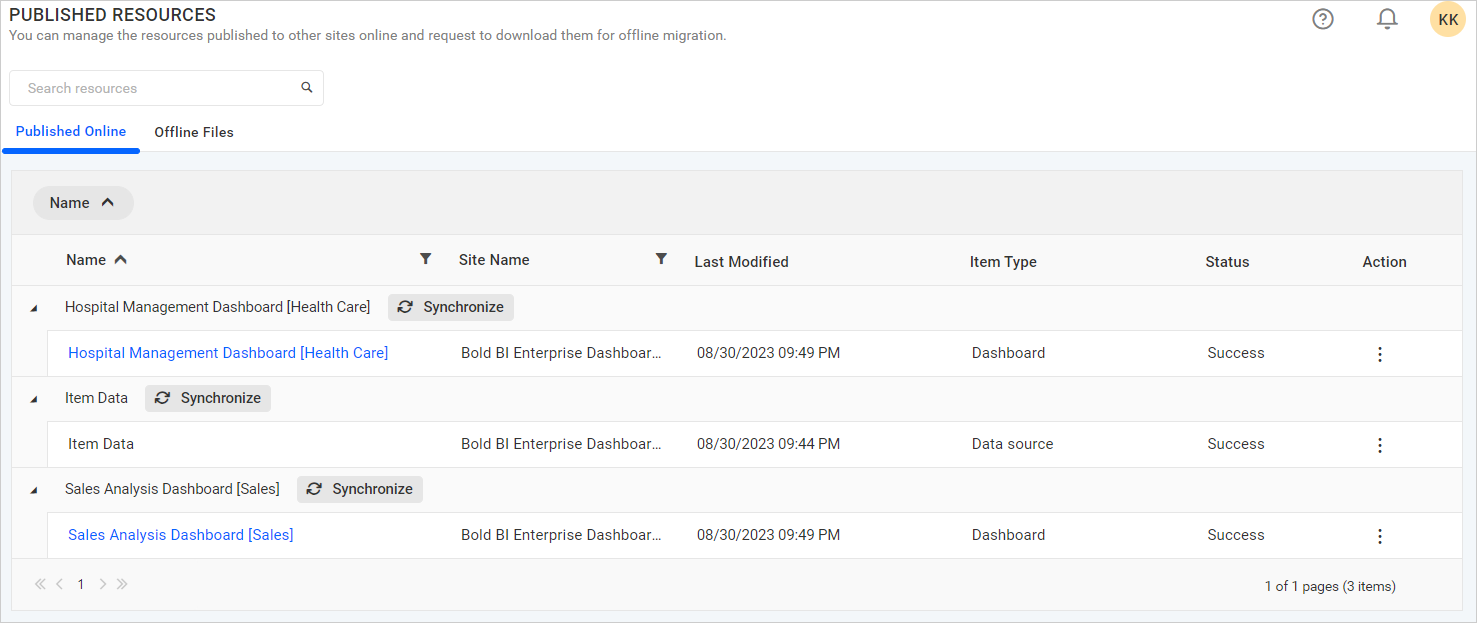 PUBLISHED RESOURCES
KK
You can manage the resources published to other sites online and request to download them for offline migration.
Search resources
Published Online Offline Files
Name
Name Site Name Last Modified Item Type Status Action
Hospital Management Dashboard [Health Care] Synchronize
Hospital Management Dashboard [Health Care] Bold BI Enterprise Dashboar... 08/30/2023 09:49 PM Dashboard Success
Item Data Synchronize
Item Data Bold BI Enterprise Dashboar... 08/30/2023 09:44 PM Data source Success
Sales Analysis Dashboard [Sales] Synchronize
Sales Analysis Dashboard [Sales] Bold BI Enterprise Dashboar... 08/30/2023 09:49 PM Dashboard Success
1 1 of 1 pages (3 items)